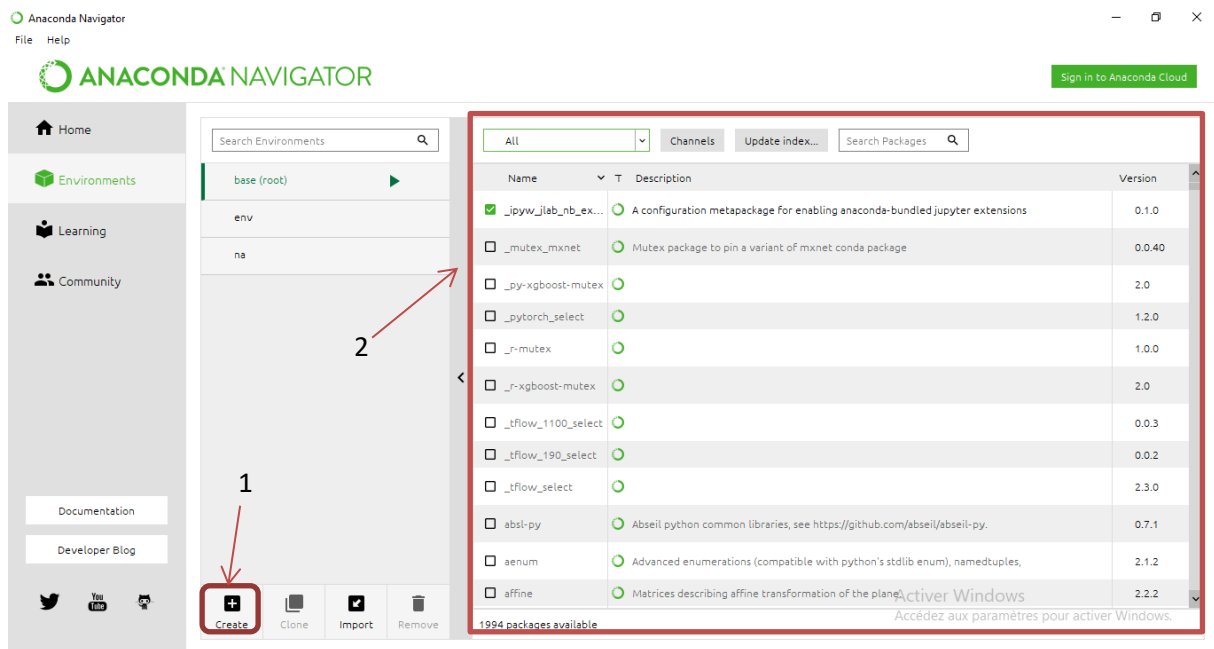 Anaconda Navigator
File Help
ANACONDA NAVIGATOR
Sign in to Anaconda Cloud
Home
Environments
Learning
Community
Documentation
Developer Blog
You
Tube
Search Environments
base (root)
env
na
2
1
Create Clone Import Remove
All Channels Update index... Search Packages
Name T Description Version
_ipyw_jlab_nb_ex... A configuration metapackage for enabling anaconda-bundled jupyter extensions 0.1.0
_mutex_mxnet Mutex package to pin a variant of mxnet conda package 0.0.40
_py-xgboost-mutex 2.0
_pytorch_select 1.2.0
_r-mutex 1.0.0
_r-xgboost-mutex 2.0
_tflow_1100_select 0.0.3
_tflow_190_select 0.0.2
_tflow_select 2.3.0
absl-py Abseil python common libraries, see https://github.com/abseil/abseil-py. 0.7.1
aenum Advanced enumerations (compatible with python's stdlib enum), namedtuples, 2.1.2
affine Matrices describing affine transformation of the plane. 2.2.2
1994 packages available
Activer Windows
Accédez aux paramètres pour activer Windows.